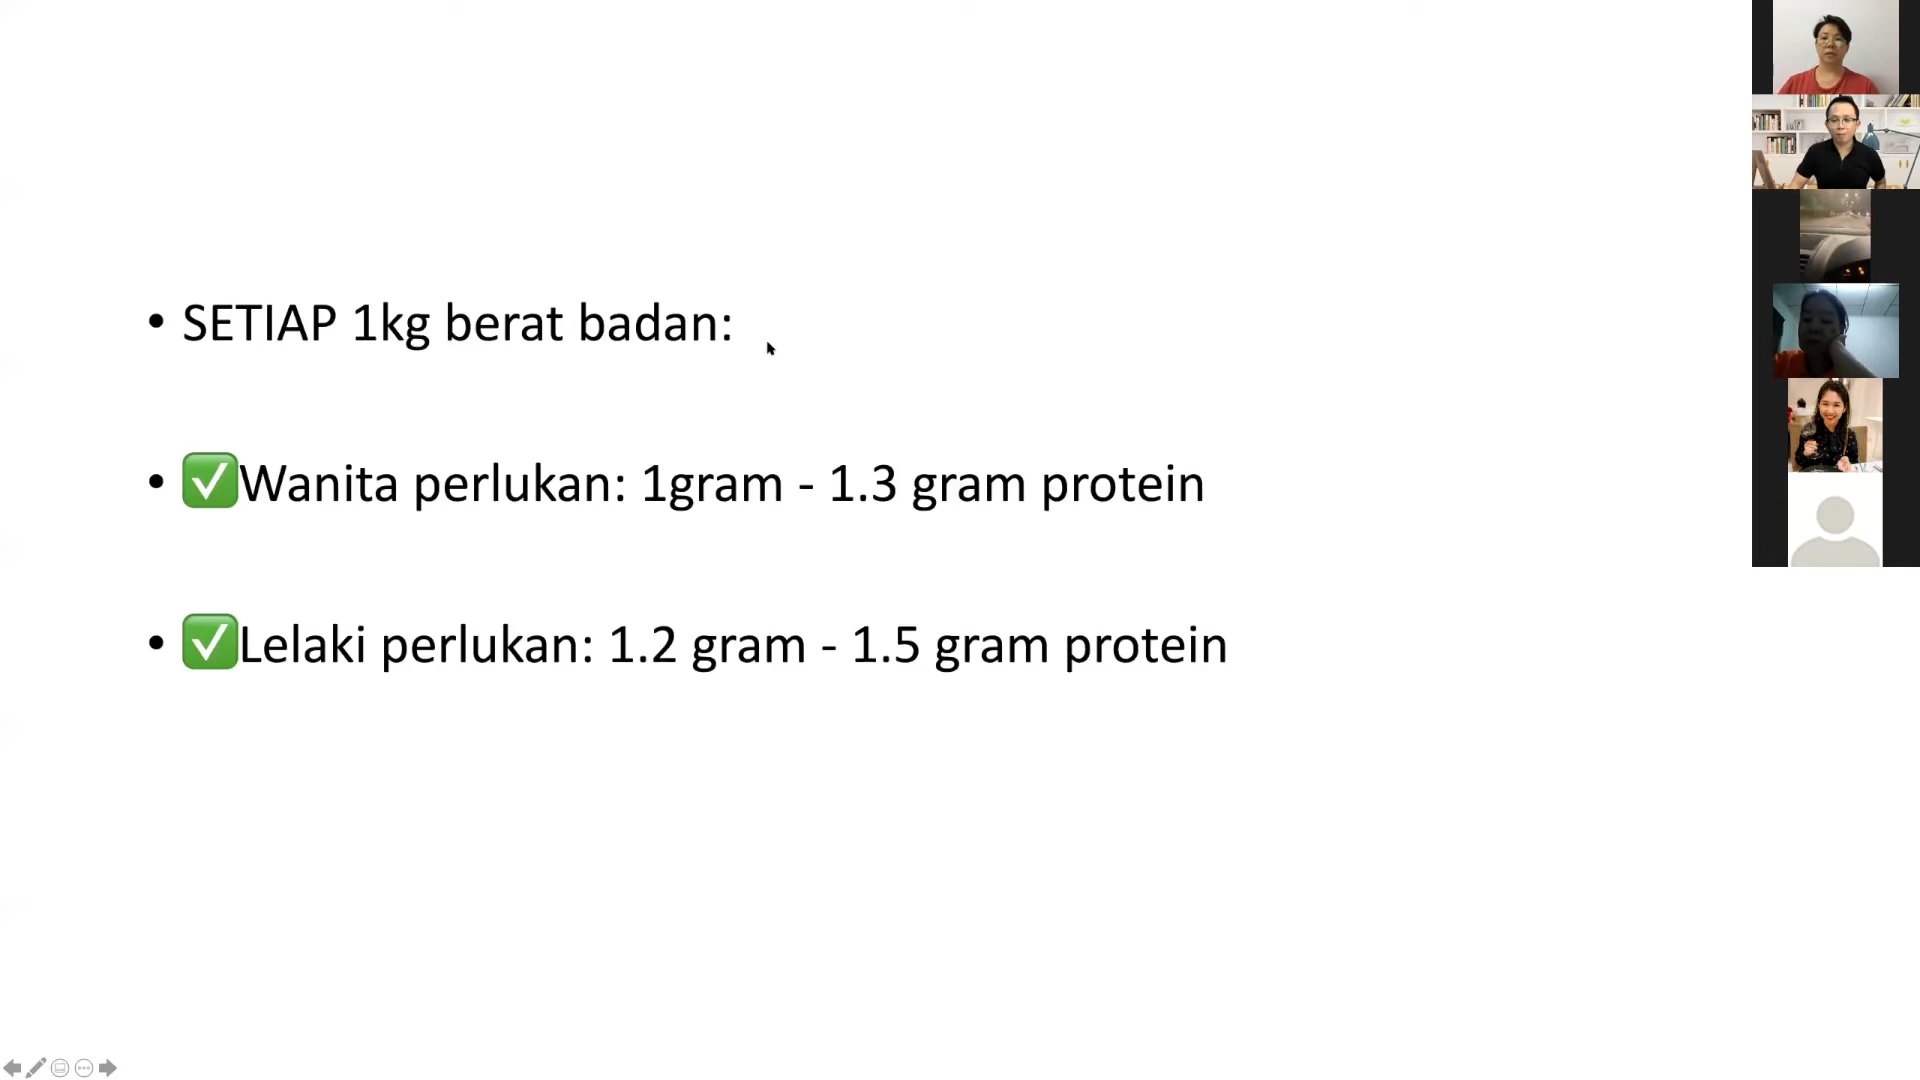 • SETIAP 1kg berat badan:
• ✅Wanita perlukan: 1gram - 1.3 gram protein
• ✅Lelaki perlukan: 1.2 gram - 1.5 gram protein